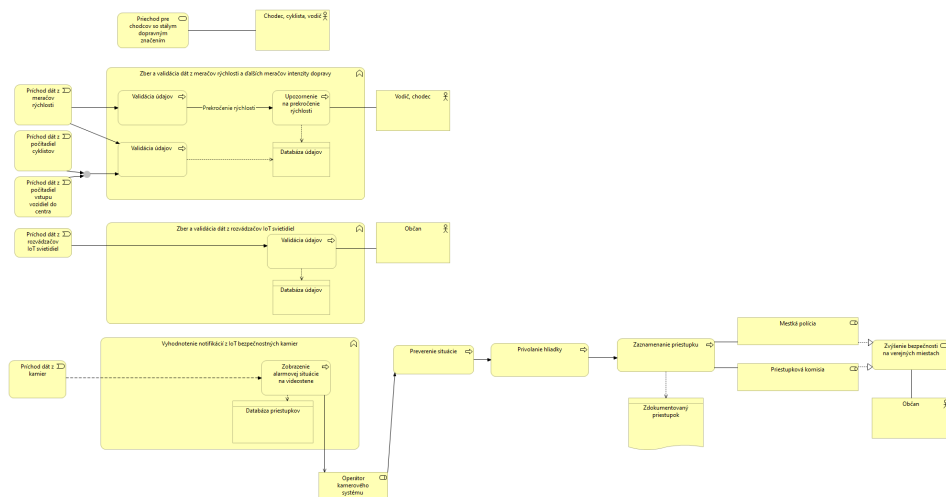 Priechod pre
chodcov so stálym
dopravným
značením
Chodec, cyklista, vodič
Zber a validácia dát z meračov rýchlosti a ďalších meračov intenzity dopravy
Príchod dát z
meračov
rýchlosti
Validácia údajov
Prekročenie rýchlosti
Upozornenie
na prekročenie
rýchlosti
Vodič, chodec
Príchod dát z
počítadiel
cyklistov
Validácia údajov
Databáza údajov
Príchod dát z
počítadiel
vstupu
vozidiel do
centra
Zber a validácia dát z rozvádzačov IoT svietidiel
Príchod dát z
rozvádzačov
IoT svietidiel
Validácia údajov
Občan
Databáza údajov
Vyhodnotenie notifikácií z IoT bezpečnostných kamier
Príchod dát z
kamier
Zobrazenie
alarmovej situácie
na videostene
Databáza priestupkov
Operátor
kamerového
systému
Preverenie situácie
Privolanie hliadky
Zaznamenanie priestupku
Zdokumentovaný
priestupok
Mestká polícia
Priestupková komisia
Zvýšenie bezpečnosti
na verejných miestach
Občan